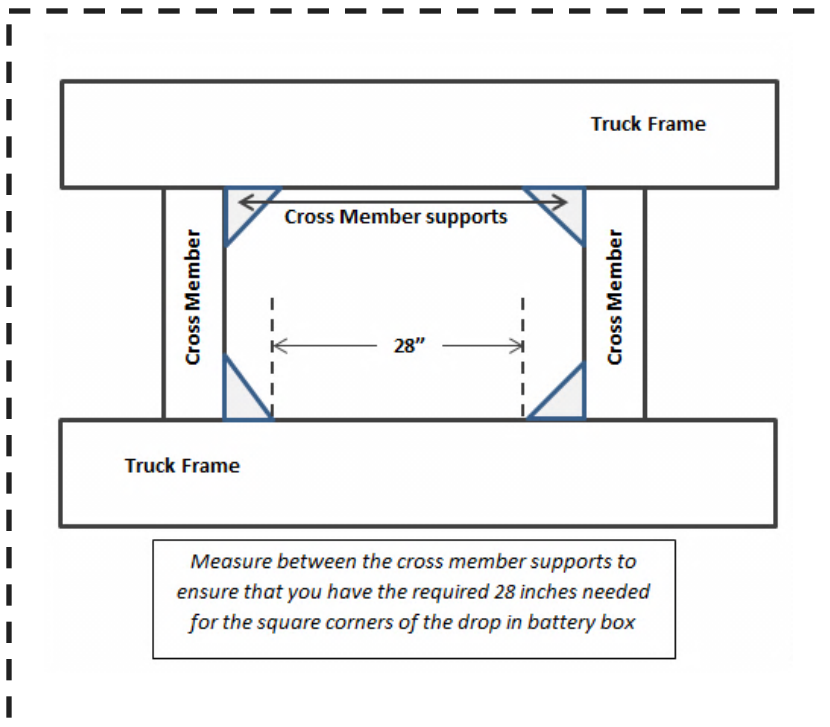 Truck Frame
Cross Member supports
Cross Member
Cross Member
28”
Truck Frame
Measure between the cross member supports to
ensure that you have the required 28 inches needed
for the square corners of the drop in battery box